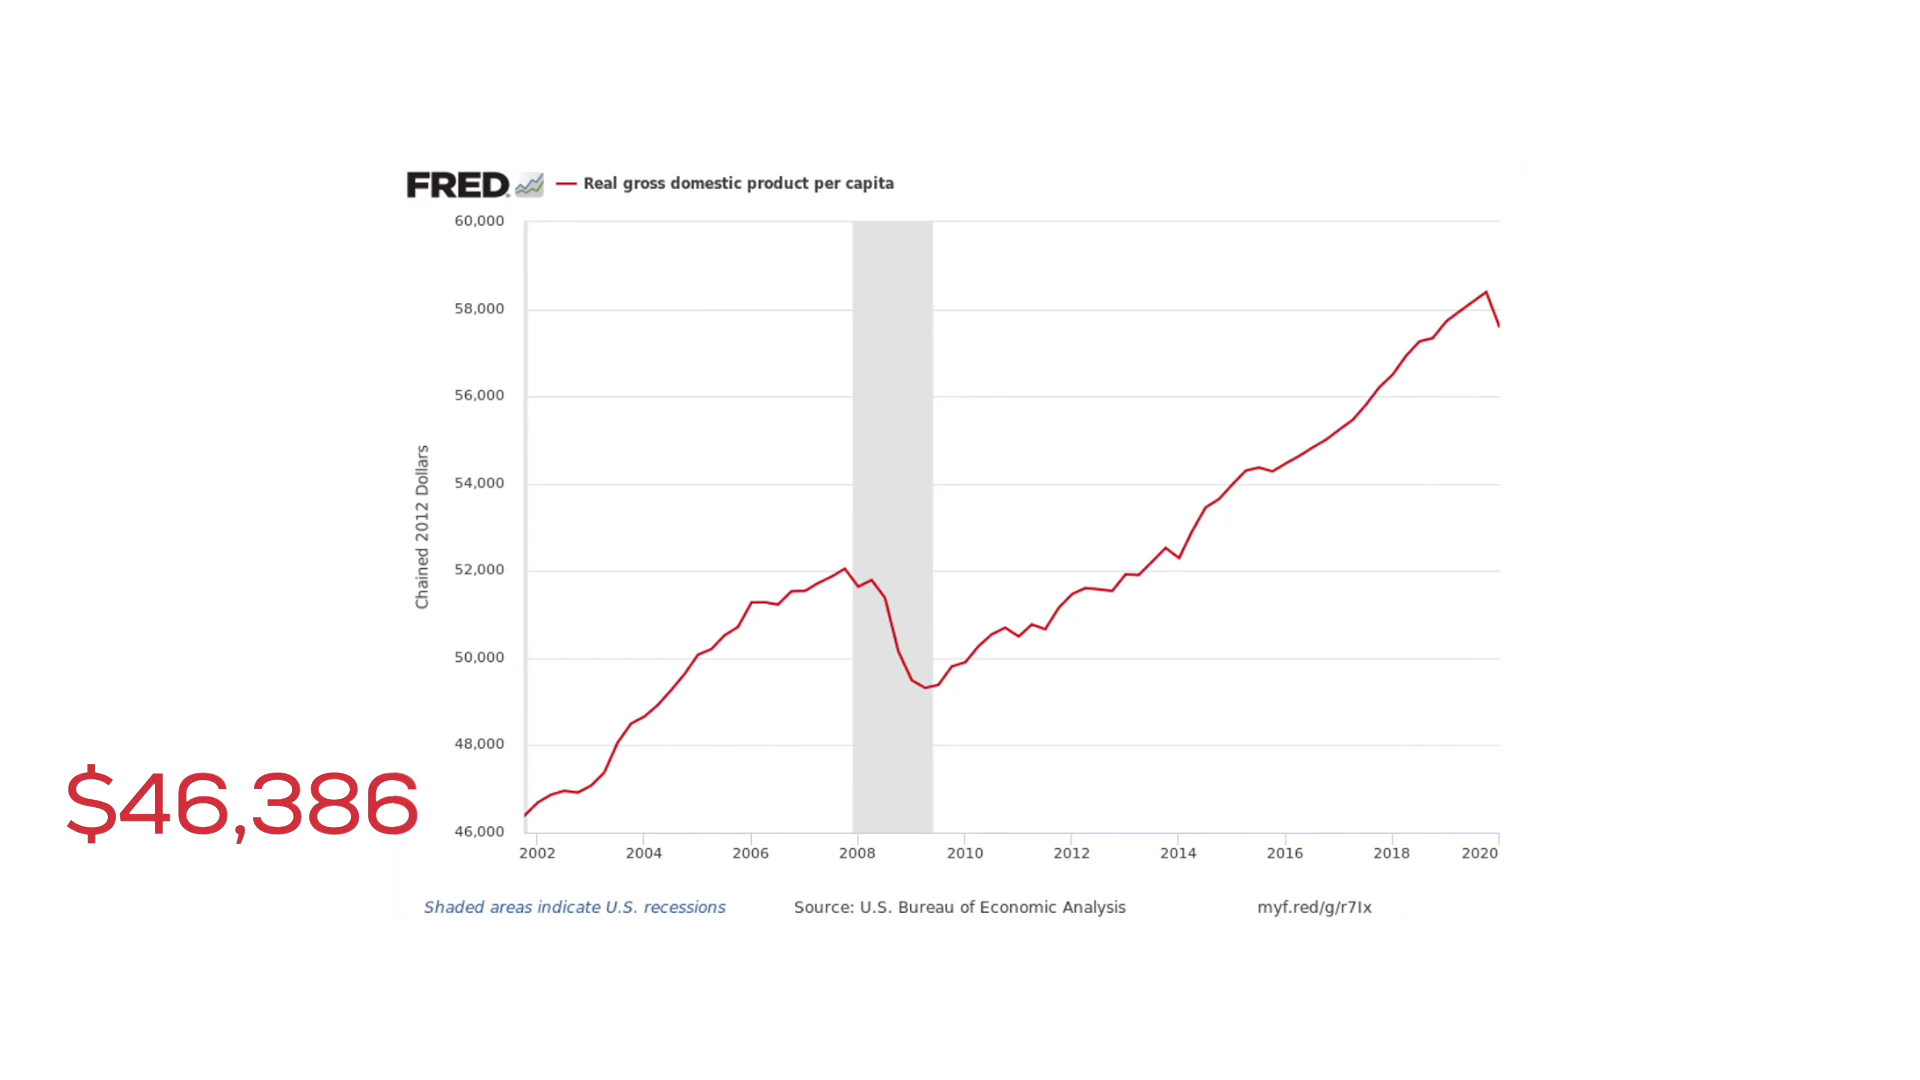 FRED
Real gross domestic product per capita
60,000
58,000
56,000
54,000
52,000
50,000
48,000
46,000
Chained 2012 Dollars
$46,386
2002 2004 2006 2008 2010 2012 2014 2016 2018 2020
Shaded areas indicate U.S. recessions Source: U.S. Bureau of Economic Analysis myf.red/g/r7Ix